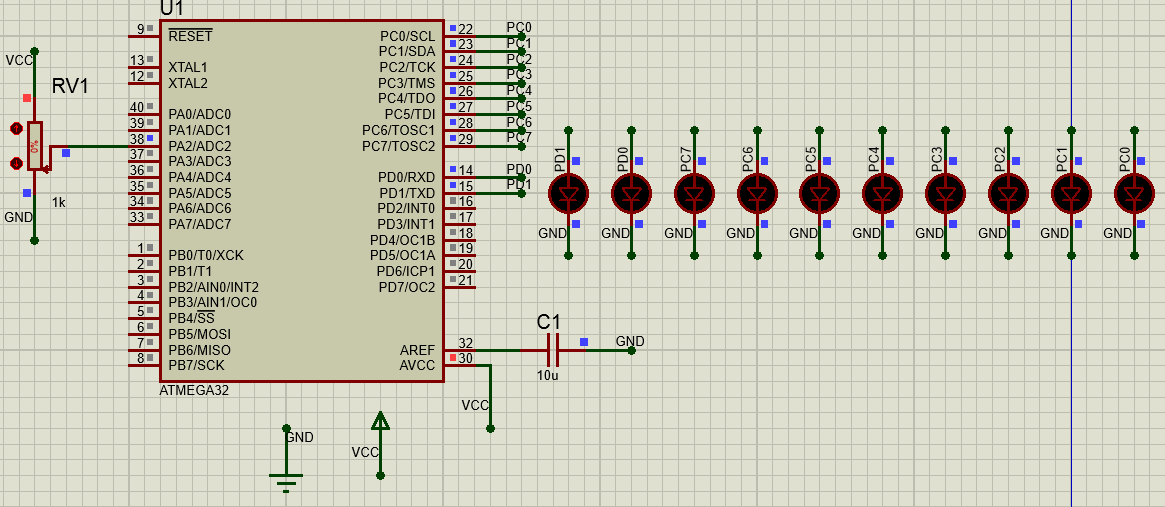 U1
9 RESET
13 XTAL1
12 XTAL2
40 PA0/ADC0
39 PA1/ADC1
38 PA2/ADC2
37 PA3/ADC3
36 PA4/ADC4
35 PA5/ADC5
34 PA6/ADC6
33 PA7/ADC7
1 PB0/T0/XCK
2 PB1/T1
3 PB2/AIN0/INT2
4 PB3/AIN1/OC0
5 PB4/SS
6 PB5/MOSI
7 PB6/MISO
8 PB7/SCK
PC0/SCL 22 PC0
PC1/SDA 23 PC1
PC2/TCK 24 PC2
PC3/TMS 25 PC3
PC4/TDO 26 PC4
PC5/TDI 27 PC5
PC6/TOSC1 28 PC6
PC7/TOSC2 29 PC7
PD0/RXD 14 PD0
PD1/TXD 15 PD1
PD2/INT0 16
PD3/INT1 17
PD4/OC1B 18
PD5/OC1A 19
PD6/ICP1 20
PD7/OC2 21
AREF 32
AVCC 30
ATMEGA32
VCC
RV1
0%
1k
GND
PD1 PD0 PC7 PC6 PC5 PC4 PC3 PC2 PC1 PC0
GND GND GND GND GND GND GND GND GND GND
C1
10u
GND
VCC
GND
VCC